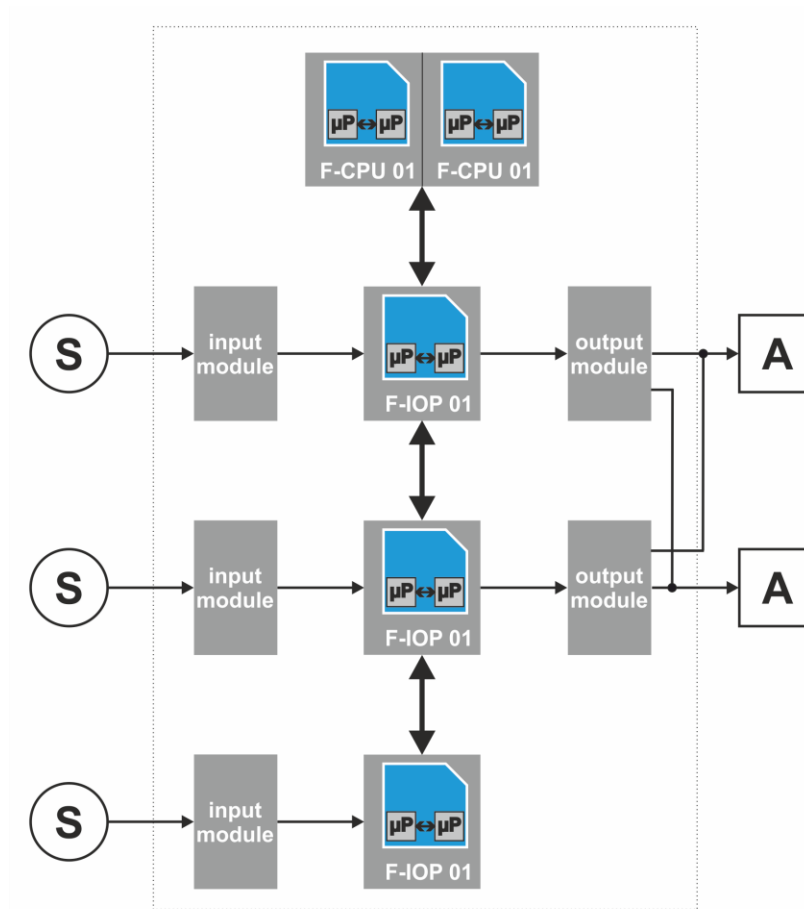 µP µP µP µP
F-CPU 01 F-CPU 01
S
input
module
µP µP
F-IOP 01
output
module
A
S
input
module
µP µP
F-IOP 01
output
module
A
S
input
module
µP µP
F-IOP 01